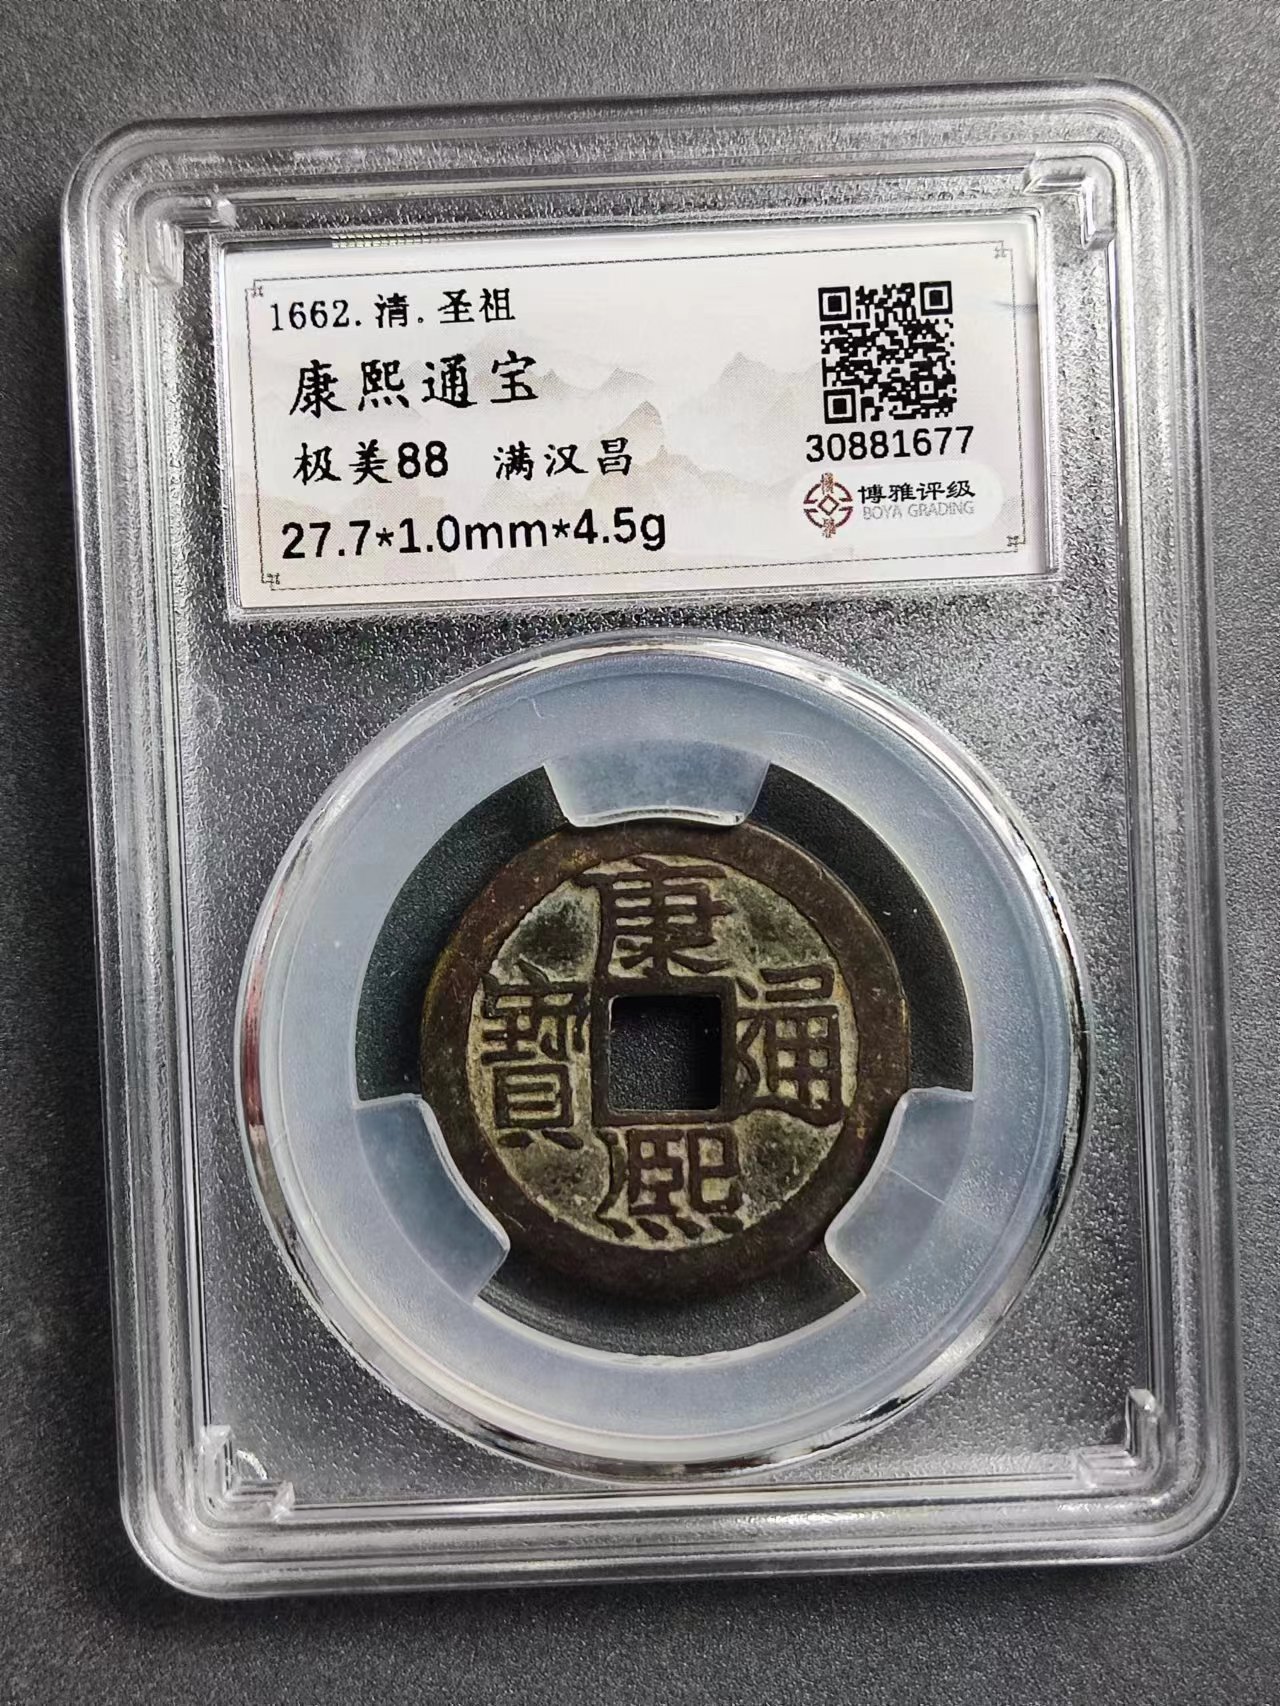 1662.清.圣祖
康熙通宝
极美88 满汉昌
27.7*1.0mm*4.5g
30881677
博雅评级
BOYA GRADING
康熙通寶